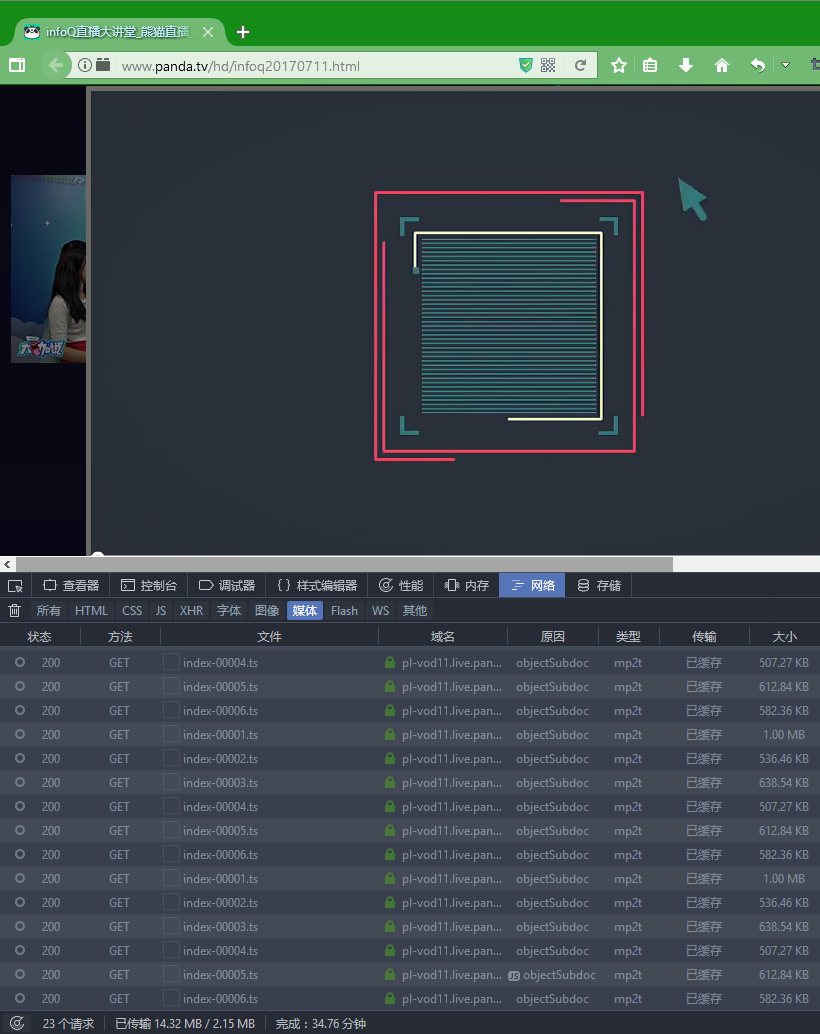 infoQ直播大讲堂_熊猫直播
www.panda.tv/hd/infoq20170711.html
查看器 控制台 调试器 { } 样式编辑器 性能 内存 网络 存储
所有 HTML CSS JS XHR 字体 图像 媒体 Flash WS 其他
状态 方法 文件 域名 原因 类型 传输 大小
200 GET index-00004.ts pl-vod11.live.pan... objectSubdoc mp2t 已缓存 507.27 KB
200 GET index-00005.ts pl-vod11.live.pan... objectSubdoc mp2t 已缓存 612.84 KB
200 GET index-00006.ts pl-vod11.live.pan... objectSubdoc mp2t 已缓存 582.36 KB
200 GET index-00001.ts pl-vod11.live.pan... objectSubdoc mp2t 已缓存 1.00 MB
200 GET index-00002.ts pl-vod11.live.pan... objectSubdoc mp2t 已缓存 536.46 KB
200 GET index-00003.ts pl-vod11.live.pan... objectSubdoc mp2t 已缓存 638.54 KB
200 GET index-00004.ts pl-vod11.live.pan... objectSubdoc mp2t 已缓存 507.27 KB
200 GET index-00005.ts pl-vod11.live.pan... objectSubdoc mp2t 已缓存 612.84 KB
200 GET index-00006.ts pl-vod11.live.pan... objectSubdoc mp2t 已缓存 582.36 KB
200 GET index-00001.ts pl-vod11.live.pan... objectSubdoc mp2t 已缓存 1.00 MB
200 GET index-00002.ts pl-vod11.live.pan... objectSubdoc mp2t 已缓存 536.46 KB
200 GET index-00003.ts pl-vod11.live.pan... objectSubdoc mp2t 已缓存 638.54 KB
200 GET index-00004.ts pl-vod11.live.pan... objectSubdoc mp2t 已缓存 507.27 KB
200 GET index-00005.ts pl-vod11.live.pan... JS objectSubdoc mp2t 已缓存 612.84 KB
200 GET index-00006.ts pl-vod11.live.pan... objectSubdoc mp2t 已缓存 582.36 KB
23 个请求 已传输 14.32 MB / 2.15 MB 完成：34.76 分钟